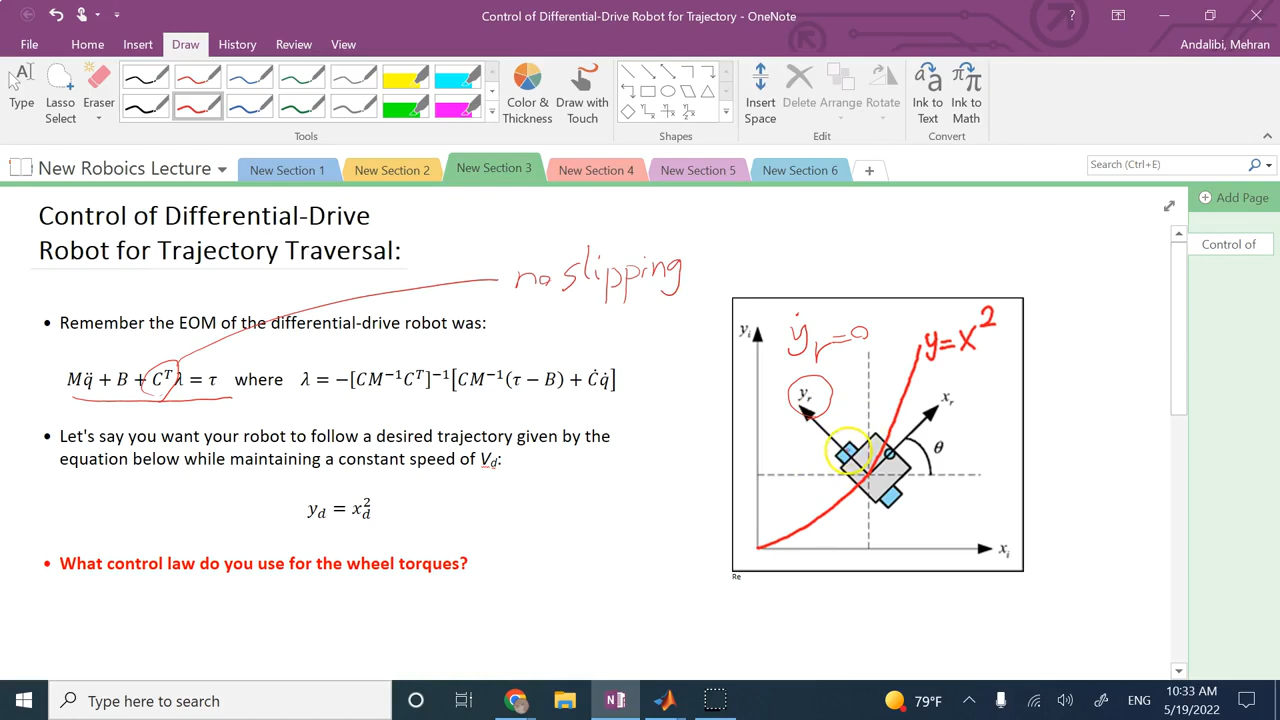 Control of Differential-Drive Robot for Trajectory - OneNote
?
File
Home
Insert
Draw
History
Review
View
Andalibi, Mehran
Type
Lasso
Select
Eraser
Color &
Thickness
Draw with
Touch
Insert
Space
Delete
Arrange
Rotate
Ink to
Text
Ink to
Math
Tools
Shapes
Edit
Convert
New Roboics Lecture
New Section 1
New Section 2
New Section 3
New Section 4
New Section 5
New Section 6
Search (Ctrl+E)
Add Page
Control of
Control of Differential-Drive
Robot for Trajectory Traversal:
no slipping
• Remember the EOM of the differential-drive robot was:
Mq̈ + B + Cᵀλ = τ where λ = −[CM⁻¹Cᵀ]⁻¹[CM⁻¹(τ − B) + Ċq̇]
• Let's say you want your robot to follow a desired trajectory given by the
equation below while maintaining a constant speed of V_d:
y_d = x_d²
• What control law do you use for the wheel torques?
y_i
ẏ_r=0
y=x²
y_r
x_r
θ
x_i
Re
Type here to search
79°F
ENG
10:33 AM
5/19/2022